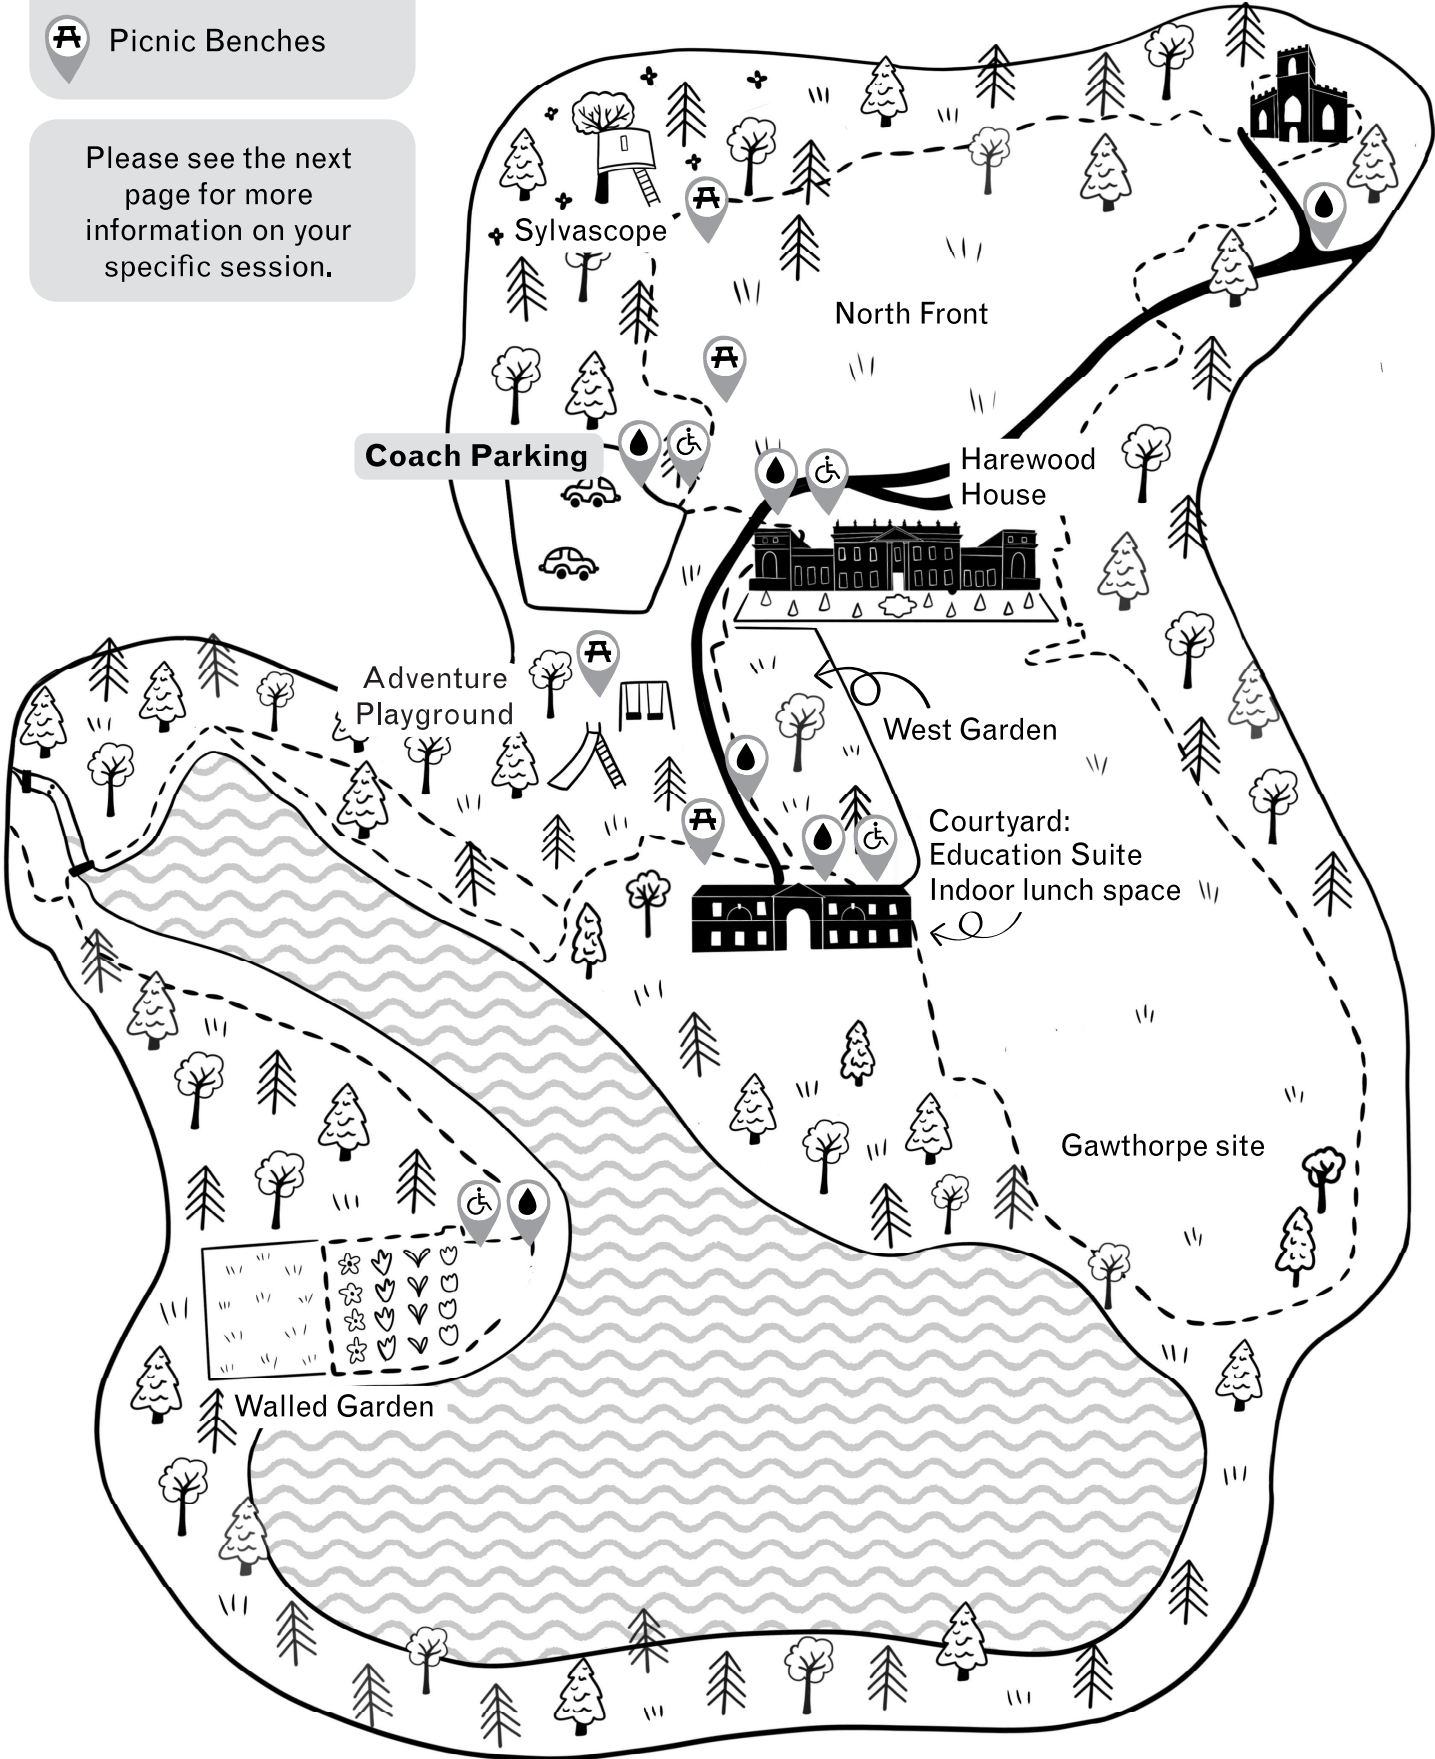 Picnic Benches
Please see the next
page for more
information on your
specific session.
Sylvascope
North Front
Coach Parking
Harewood
House
Adventure
Playground
West Garden
Courtyard:
Education Suite
Indoor lunch space
Gawthorpe site
Walled Garden